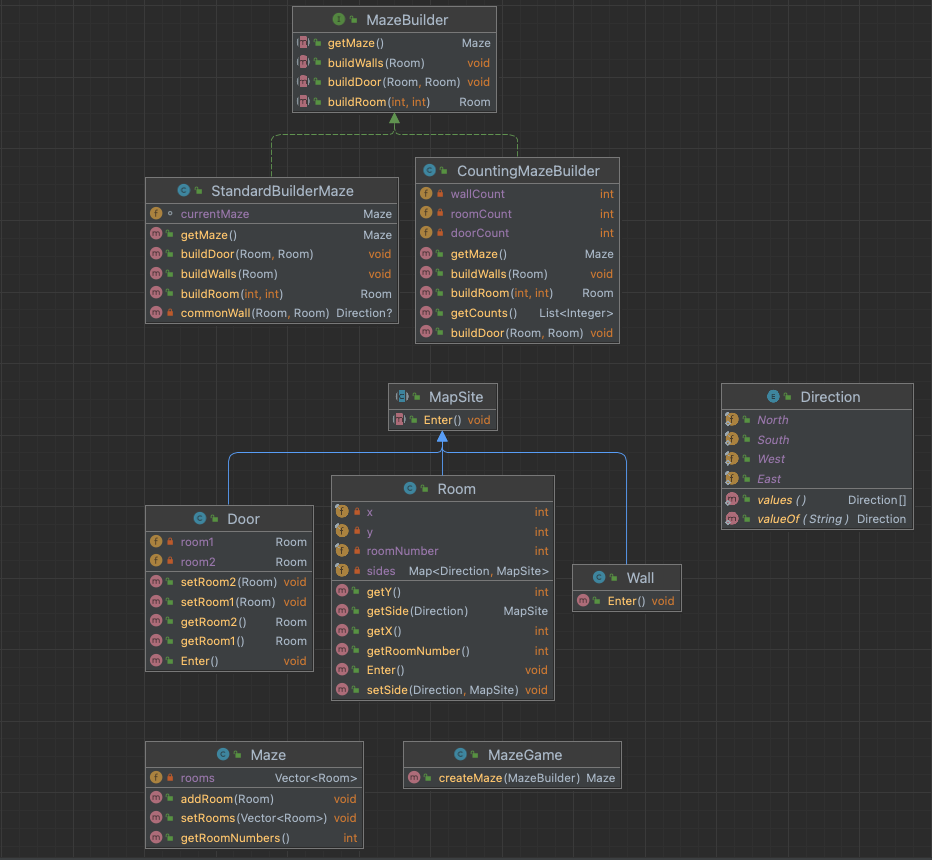 MazeBuilder
getMaze() Maze
buildWalls(Room) void
buildDoor(Room, Room) void
buildRoom(int, int) Room
StandardBuilderMaze
currentMaze Maze
getMaze() Maze
buildDoor(Room, Room) void
buildWalls(Room) void
buildRoom(int, int) Room
commonWall(Room, Room) Direction?
CountingMazeBuilder
wallCount int
roomCount int
doorCount int
getMaze() Maze
buildWalls(Room) void
buildRoom(int, int) Room
getCounts() List<Integer>
buildDoor(Room, Room) void
MapSite
Enter() void
Direction
North
South
West
East
values () Direction[]
valueOf (String) Direction
Door
room1 Room
room2 Room
setRoom2(Room) void
setRoom1(Room) void
getRoom2() Room
getRoom1() Room
Enter() void
Room
x int
y int
roomNumber int
sides Map<Direction, MapSite>
getY() int
getSide(Direction) MapSite
getX() int
getRoomNumber() int
Enter() void
setSide(Direction, MapSite) void
Wall
Enter() void
Maze
rooms Vector<Room>
addRoom(Room) void
setRooms(Vector<Room>) void
getRoomNumbers() int
MazeGame
createMaze(MazeBuilder) Maze